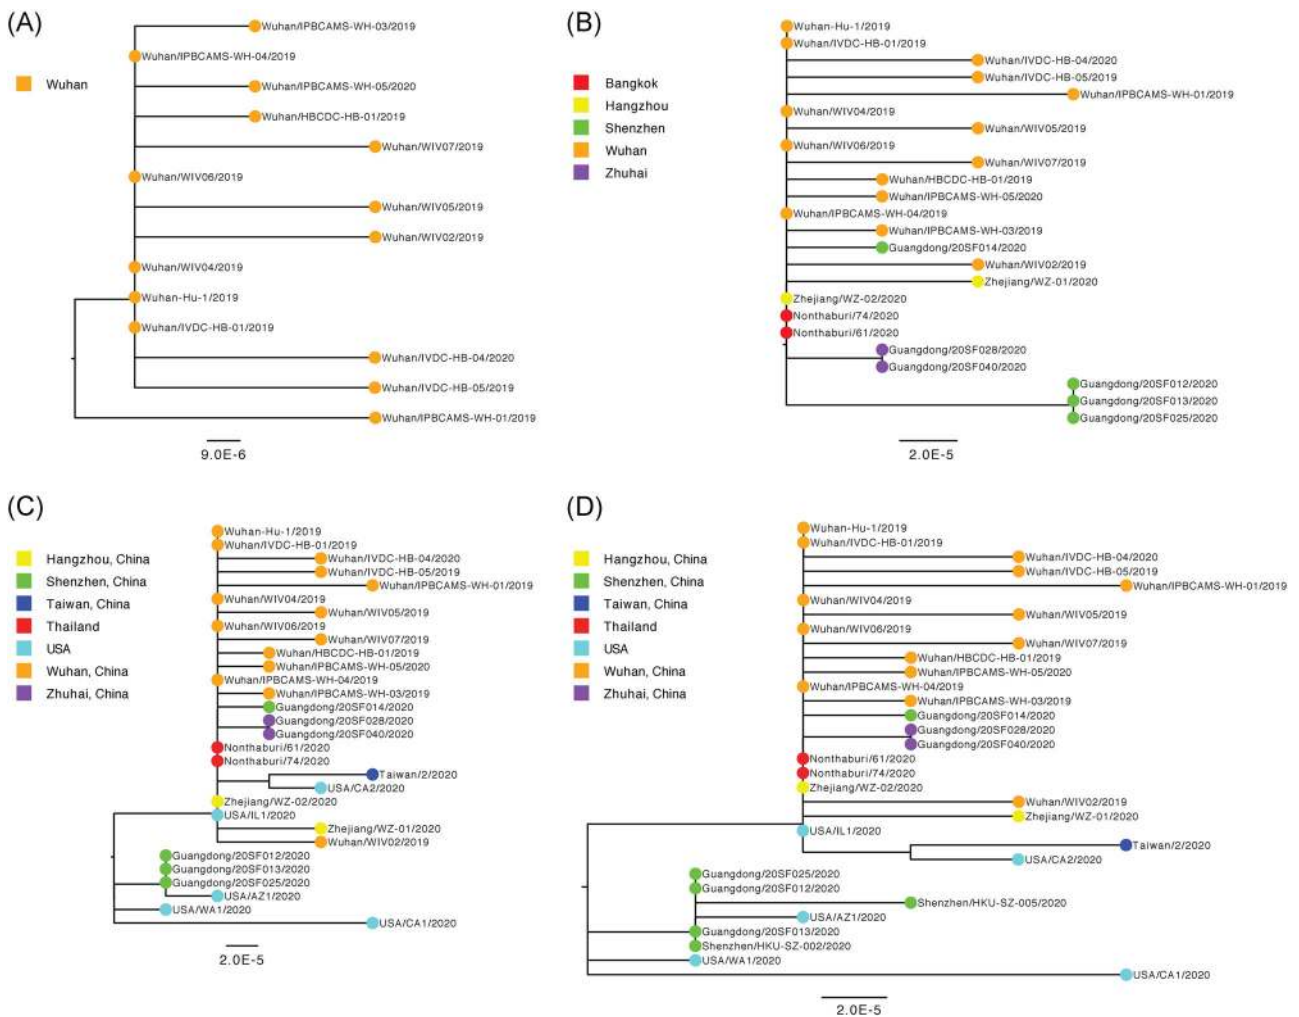 (A)
Wuhan
Wuhan/IPBCAMS-WH-03/2019
Wuhan/IPBCAMS-WH-04/2019
Wuhan/IPBCAMS-WH-05/2020
Wuhan/HBCDC-HB-01/2019
Wuhan/WIV07/2019
Wuhan/WIV06/2019
Wuhan/WIV05/2019
Wuhan/WIV02/2019
Wuhan/WIV04/2019
Wuhan-Hu-1/2019
Wuhan/IVDC-HB-01/2019
Wuhan/IVDC-HB-04/2020
Wuhan/IVDC-HB-05/2019
Wuhan/IPBCAMS-WH-01/2019
9.0E-6
(B)
Bangkok
Hangzhou
Shenzhen
Wuhan
Zhuhai
Wuhan-Hu-1/2019
Wuhan/IVDC-HB-01/2019
Wuhan/IVDC-HB-04/2020
Wuhan/IVDC-HB-05/2019
Wuhan/IPBCAMS-WH-01/2019
Wuhan/WIV04/2019
Wuhan/WIV05/2019
Wuhan/WIV06/2019
Wuhan/WIV07/2019
Wuhan/HBCDC-HB-01/2019
Wuhan/IPBCAMS-WH-05/2020
Wuhan/IPBCAMS-WH-04/2019
Wuhan/IPBCAMS-WH-03/2019
Guangdong/20SF014/2020
Wuhan/WIV02/2019
Zhejiang/WZ-01/2020
Zhejiang/WZ-02/2020
Nonthaburi/74/2020
Nonthaburi/61/2020
Guangdong/20SF028/2020
Guangdong/20SF040/2020
Guangdong/20SF012/2020
Guangdong/20SF013/2020
Guangdong/20SF025/2020
2.0E-5
(C)
Hangzhou, China
Shenzhen, China
Taiwan, China
Thailand
USA
Wuhan, China
Zhuhai, China
Wuhan-Hu-1/2019
Wuhan/IVDC-HB-01/2019
Wuhan/IVDC-HB-04/2020
Wuhan/IVDC-HB-05/2019
Wuhan/IPBCAMS-WH-01/2019
Wuhan/WIV04/2019
Wuhan/WIV05/2019
Wuhan/WIV06/2019
Wuhan/WIV07/2019
Wuhan/HBCDC-HB-01/2019
Wuhan/IPBCAMS-WH-05/2020
Wuhan/IPBCAMS-WH-04/2019
Wuhan/IPBCAMS-WH-03/2019
Guangdong/20SF014/2020
Guangdong/20SF028/2020
Guangdong/20SF040/2020
Nonthaburi/61/2020
Nonthaburi/74/2020
Taiwan/2/2020
USA/CA2/2020
Zhejiang/WZ-02/2020
USA/IL1/2020
Zhejiang/WZ-01/2020
Wuhan/WIV02/2019
Guangdong/20SF012/2020
Guangdong/20SF013/2020
Guangdong/20SF025/2020
USA/AZ1/2020
USA/WA1/2020
USA/CA1/2020
2.0E-5
(D)
Hangzhou, China
Shenzhen, China
Taiwan, China
Thailand
USA
Wuhan, China
Zhuhai, China
Wuhan-Hu-1/2019
Wuhan/IVDC-HB-01/2019
Wuhan/IVDC-HB-04/2020
Wuhan/IVDC-HB-05/2019
Wuhan/IPBCAMS-WH-01/2019
Wuhan/WIV04/2019
Wuhan/WIV05/2019
Wuhan/WIV06/2019
Wuhan/WIV07/2019
Wuhan/HBCDC-HB-01/2019
Wuhan/IPBCAMS-WH-05/2020
Wuhan/IPBCAMS-WH-04/2019
Wuhan/IPBCAMS-WH-03/2019
Guangdong/20SF014/2020
Guangdong/20SF028/2020
Guangdong/20SF040/2020
Nonthaburi/61/2020
Nonthaburi/74/2020
Zhejiang/WZ-02/2020
Wuhan/WIV02/2019
Zhejiang/WZ-01/2020
USA/IL1/2020
Taiwan/2/2020
USA/CA2/2020
Guangdong/20SF025/2020
Guangdong/20SF012/2020
Shenzhen/HKU-SZ-005/2020
USA/AZ1/2020
Guangdong/20SF013/2020
Shenzhen/HKU-SZ-002/2020
USA/WA1/2020
USA/CA1/2020
2.0E-5